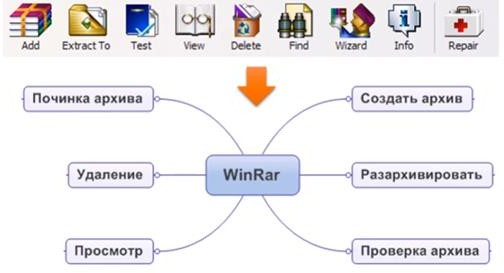 Add Extract To Test View Delete Find Wizard Info Repair
Починка архива Создать архив
Удаление WinRar Разархивировать
Просмотр Проверка архива